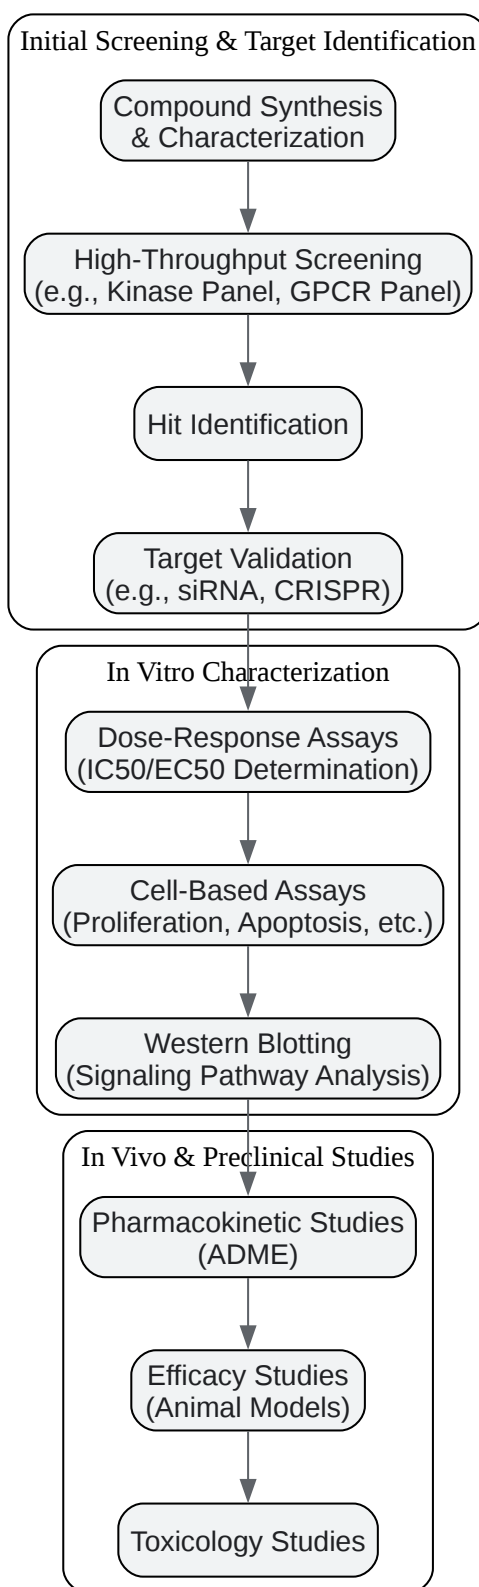 Initial Screening & Target Identification
Compound Synthesis
& Characterization
High-Throughput Screening
(e.g., Kinase Panel, GPCR Panel)
Hit Identification
Target Validation
(e.g., siRNA, CRISPR)
In Vitro Characterization
Dose-Response Assays
(IC50/EC50 Determination)
Cell-Based Assays
(Proliferation, Apoptosis, etc.)
Western Blotting
(Signaling Pathway Analysis)
In Vivo & Preclinical Studies
Pharmacokinetic Studies
(ADME)
Efficacy Studies
(Animal Models)
Toxicology Studies